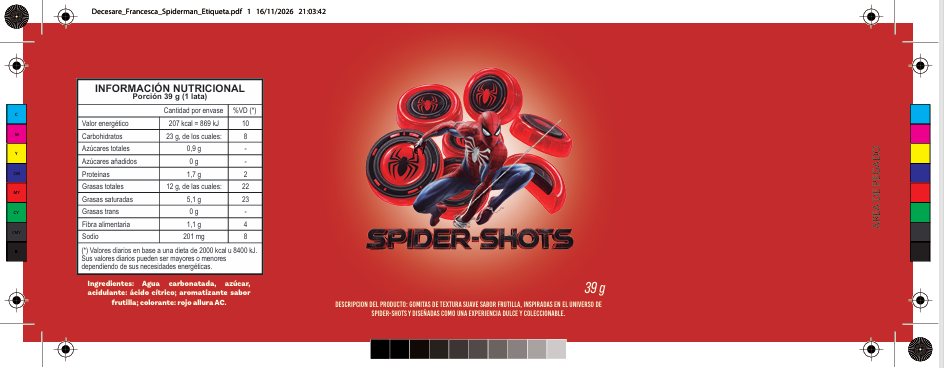 Decesare_Francesca_Spiderman_Etiqueta.pdf 1 16/11/2026 21:03:42
INFORMACIÓN NUTRICIONAL
Porción 39 g (1 lata)
Cantidad por envase %VD (*)
Valor energético 207 kcal = 869 kJ 10
Carbohidratos 23 g, de los cuales: 8
Azúcares totales 0,9 g -
Azúcares añadidos 0 g -
Proteínas 1,7 g 2
Grasas totales 12 g, de las cuales: 22
Grasas saturadas 5,1 g 23
Grasas trans 0 g -
Fibra alimentaria 1,1 g 4
Sodio 201 mg 8
(*) Valores diarios en base a una dieta de 2000 kcal u 8400 kJ.
Sus valores diarios pueden ser mayores o menores
dependiendo de sus necesidades energéticas.
Ingredientes: Agua carbonatada, azúcar,
acidulante: ácido cítrico; aromatizante sabor
frutilla; colorante: rojo allura AC.
SPIDER-SHOTS
39 g
DESCRIPCION DEL PRODUCTO: GOMITAS DE TEXTURA SUAVE SABOR FRUTILLA, INSPIRADAS EN EL UNIVERSO DE
SPIDER-SHOTS Y DISEÑADAS COMO UNA EXPERIENCIA DULCE Y COLECCIONABLE.
C
Y
CM
MY
CY
CMY
K